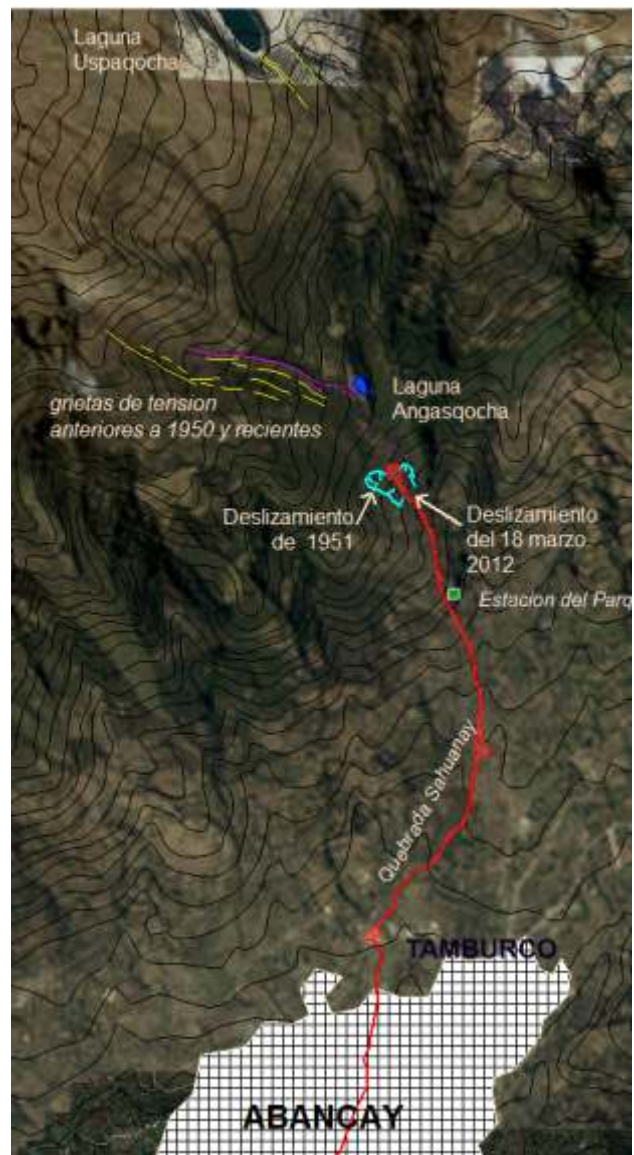 Laguna
Uspaqocha
Laguna
Angasqocha
grietas de tension
anteriores a 1950 y recientes
Deslizamiento
de 1951
Deslizamiento
del 18 marzo
2012
Estacion del Parq
Quebrada Sahuanay
TAMBURCO
ABANCAY